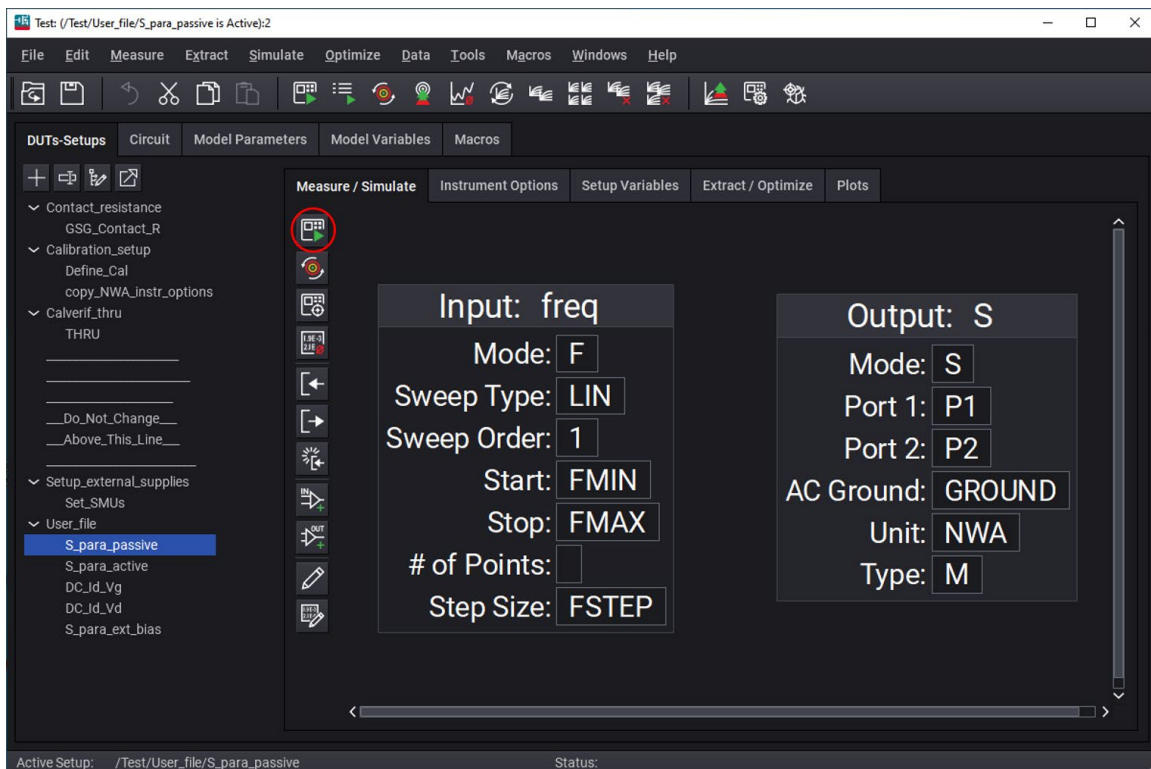 Test: (/Test/User_file/S_para_passive is Active):2
File Edit Measure Extract Simulate Optimize Data Tools Macros Windows Help
DUTs-Setups Circuit Model Parameters Model Variables Macros
Measure / Simulate Instrument Options Setup Variables Extract / Optimize Plots
Contact_resistance
GSG_Contact_R
Calibration_setup
Define_Cal
copy_NWA_instr_options
Calverif_thru
THRU
__Do_Not_Change__
__Above_This_Line__
Setup_external_supplies
Set_SMUs
User_file
S_para_passive
S_para_active
DC_Id_Vg
DC_Id_Vd
S_para_ext_bias
IN
OUT
Input: freq
Mode: F
Sweep Type: LIN
Sweep Order: 1
Start: FMIN
Stop: FMAX
# of Points:
Step Size: FSTEP
Output: S
Mode: S
Port 1: P1
Port 2: P2
AC Ground: GROUND
Unit: NWA
Type: M
Active Setup: /Test/User_file/S_para_passive Status: